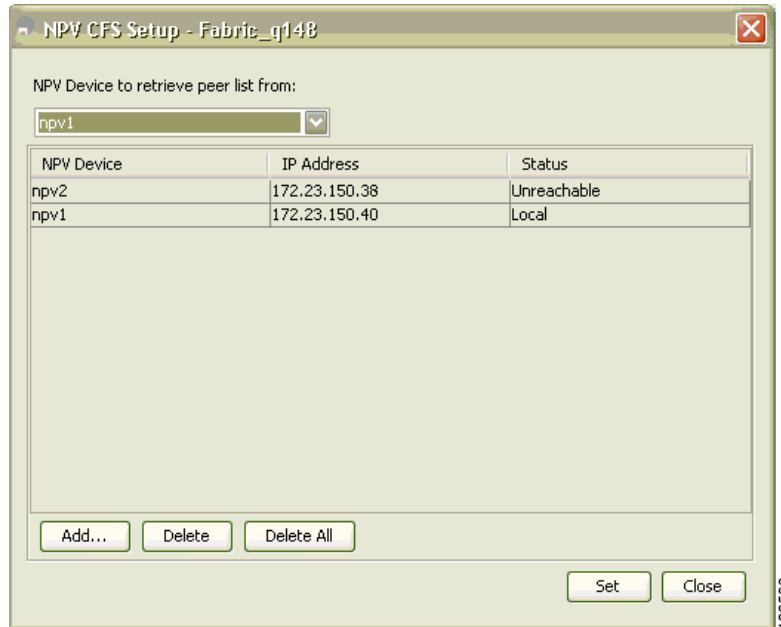 NPV CFS Setup - Fabric_q148
NPV Device to retrieve peer list from:
npv1
NPV Device IP Address Status
npv2 172.23.150.38 Unreachable
npv1 172.23.150.40 Local
Add... Delete Delete All
Set Close